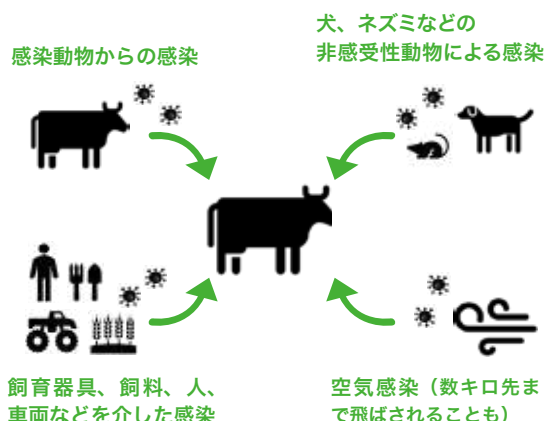 感染動物からの感染
犬、ネズミなどの
非感受性動物による感染
飼育器具、飼料、人、
車両などを介した感染
空気感染（数キロ先ま
で飛ばされることも）